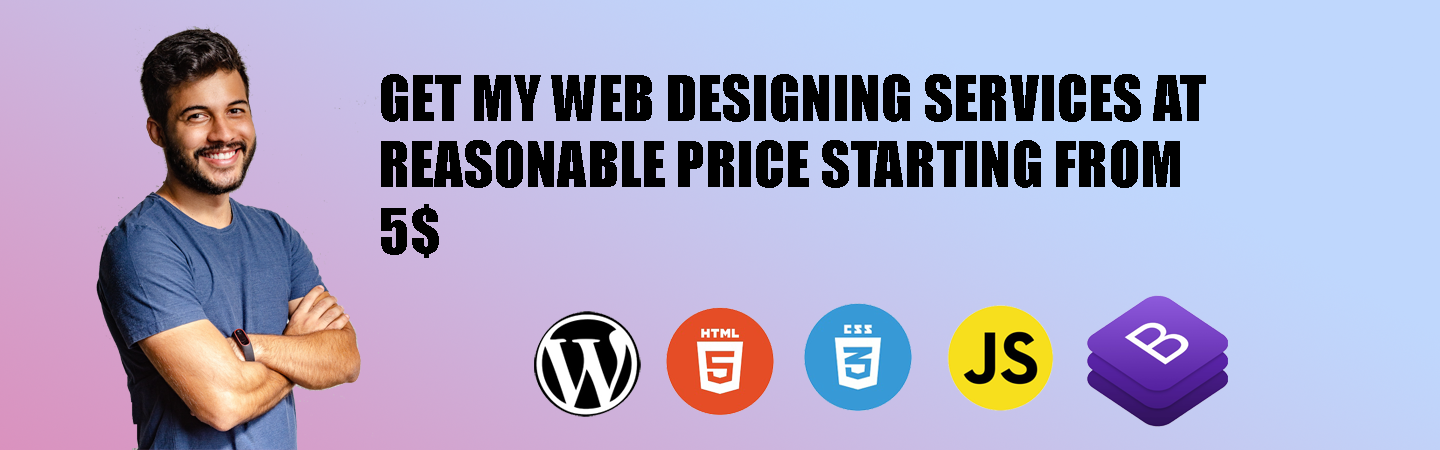 GET MY WEB DESIGNING SERVICES AT
REASONABLE PRICE STARTING FROM
5$
W HTML 5 CSS 3 JS B